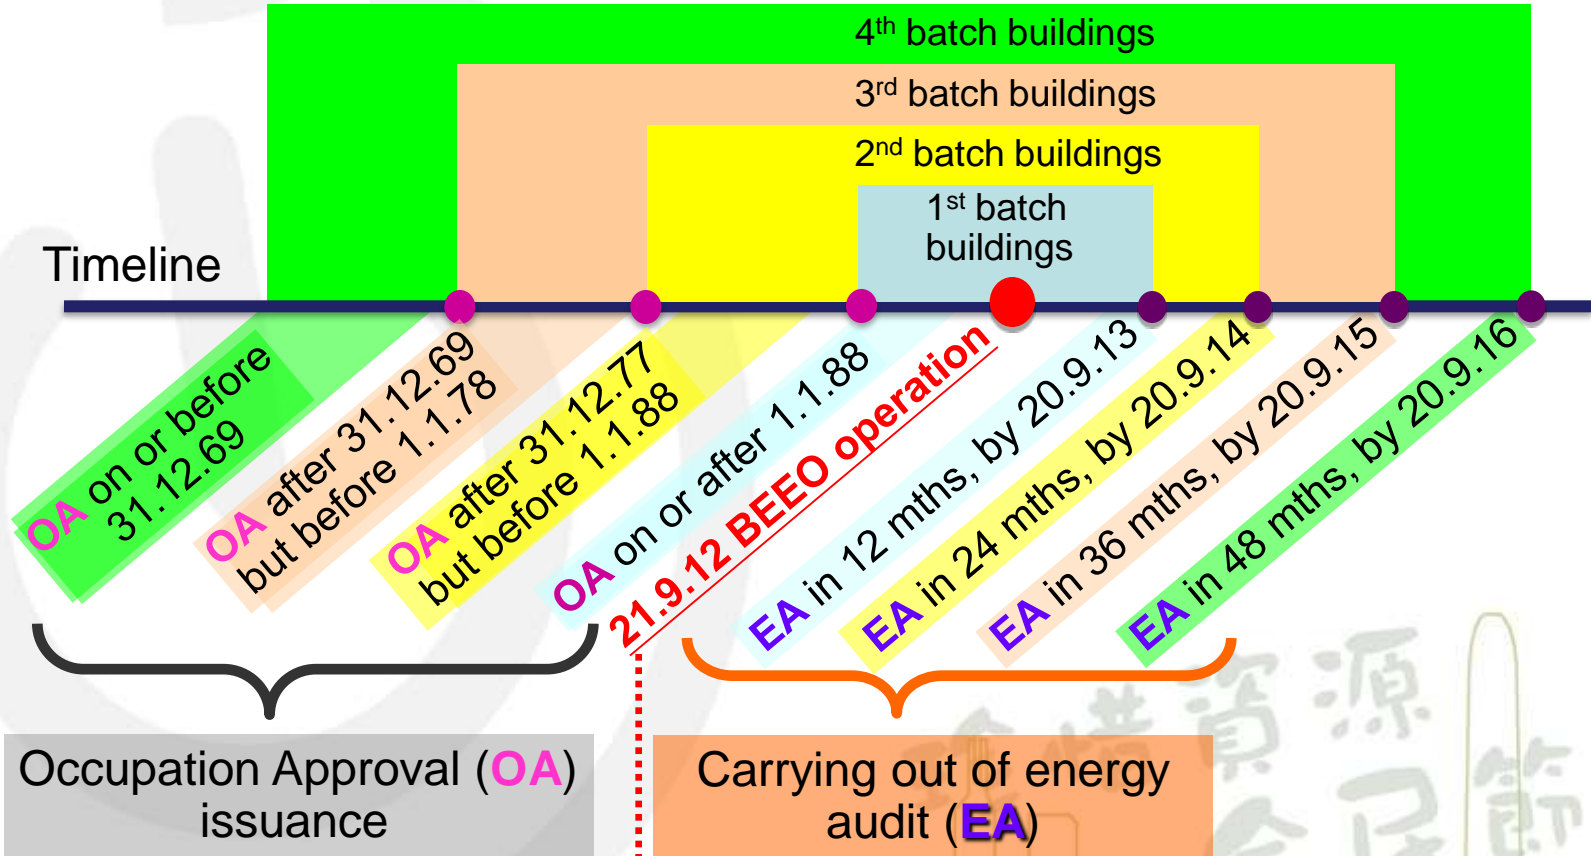 4th batch buildings
3rd batch buildings
2nd batch buildings
1st batch
buildings
Timeline
OA on or before
31.12.69
OA after 31.12.69
but before 1.1.78
OA after 31.12.77
but before 1.1.88
OA on or after 1.1.88
21.9.12 BEEO operation
EA in 12 mths, by 20.9.13
EA in 24 mths, by 20.9.14
EA in 36 mths, by 20.9.15
EA in 48 mths, by 20.9.16
Occupation Approval (OA)
issuance
Carrying out of energy
audit (EA)
惜資源